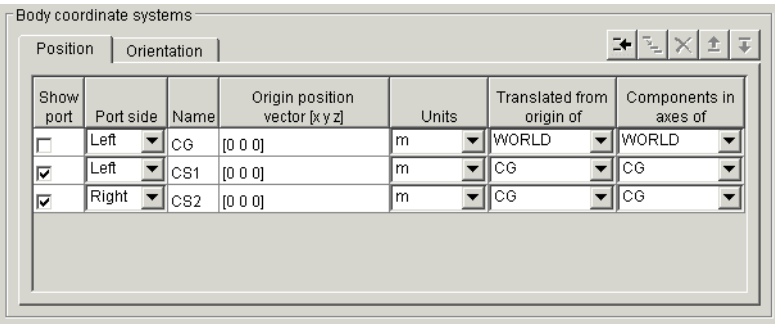 Body coordinate systems
Position
Orientation
Show port
Port side
Name
Origin position vector [x y z]
Units
Translated from origin of
Components in axes of
Left CG [0 0 0] m WORLD WORLD
Left CS1 [0 0 0] m CG CG
Right CS2 [0 0 0] m CG CG